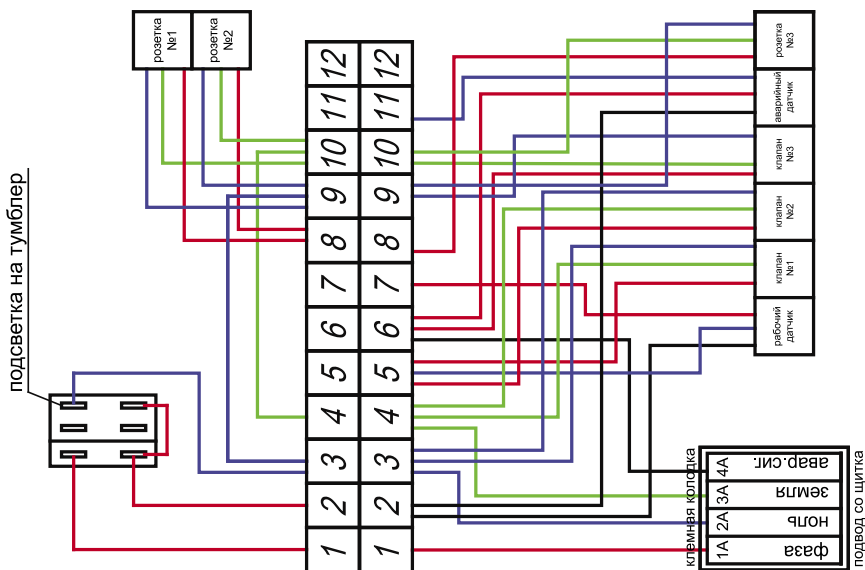 розетка
№1
розетка
№2
12
11
10
9
8
7
6
5
4
3
2
1
12
11
10
9
8
7
6
5
4
3
2
1
розетка
№3
аварийный
датчик
клапан
№3
клапан
№2
клапан
№1
рабочий
датчик
подсветка на тумблер
клемная колодка
4А авар.сиг.
3А земля
2А ноль
1А фаза
подвод со щитка